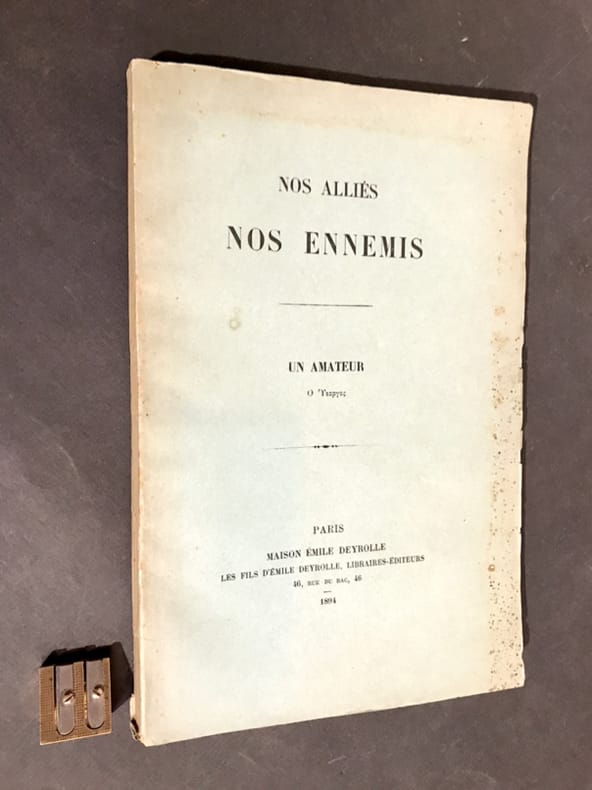 NOS ALLIÉS
NOS ENNEMIS
UN AMATEUR
Ο Ὑεωργες
PARIS
MAISON ÉMILE DEYROLLE
LES FILS D'ÉMILE DEYROLLE, LIBRAIRES-ÉDITEURS
46, RUE DU BAC, 46
1894